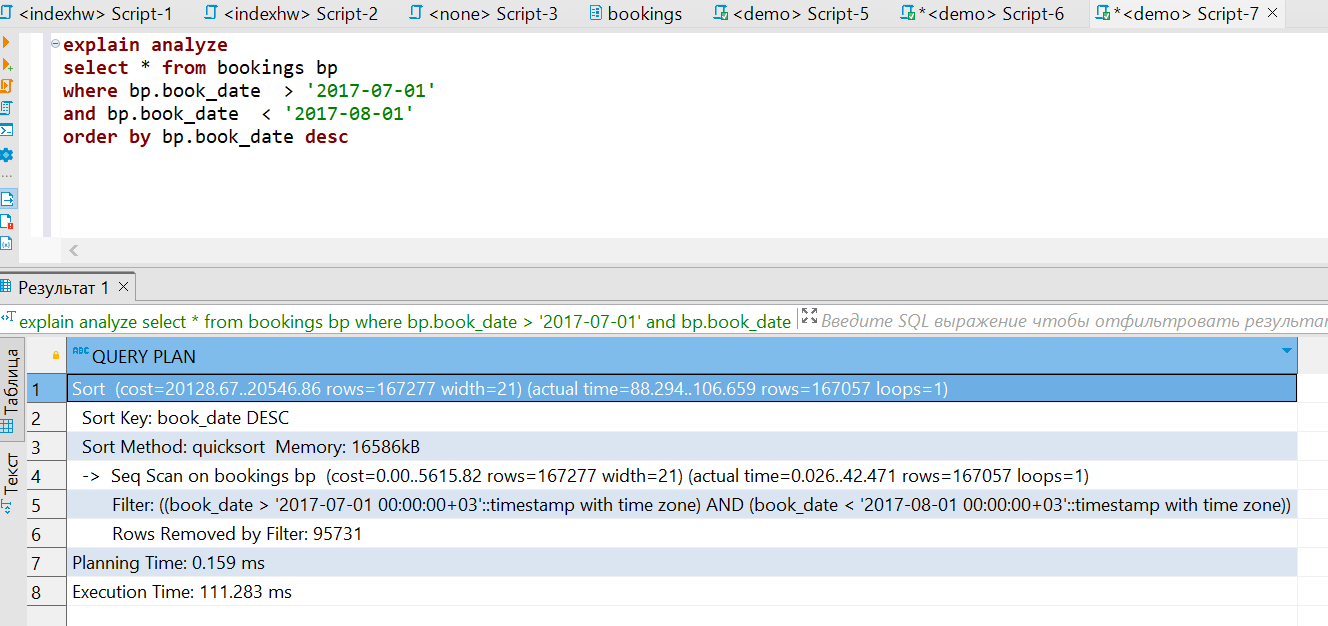 <indexhw> Script-1 <indexhw> Script-2 <none> Script-3 bookings <demo> Script-5 *<demo> Script-6 *<demo> Script-7
explain analyze
select * from bookings bp
where bp.book_date  > '2017-07-01'
and bp.book_date  < '2017-08-01'
order by bp.book_date desc
Результат 1
explain analyze select * from bookings bp where bp.book_date > '2017-07-01' and bp.book_date Введите SQL выражение чтобы отфильтровать результат
Таблица
Текст
ABC QUERY PLAN
1 Sort  (cost=20128.67..20546.86 rows=167277 width=21) (actual time=88.294..106.659 rows=167057 loops=1)
2 Sort Key: book_date DESC
3 Sort Method: quicksort  Memory: 16586kB
4 ->  Seq Scan on bookings bp  (cost=0.00..5615.82 rows=167277 width=21) (actual time=0.026..42.471 rows=167057 loops=1)
5 Filter: ((book_date > '2017-07-01 00:00:00+03'::timestamp with time zone) AND (book_date < '2017-08-01 00:00:00+03'::timestamp with time zone))
6 Rows Removed by Filter: 95731
7 Planning Time: 0.159 ms
8 Execution Time: 111.283 ms